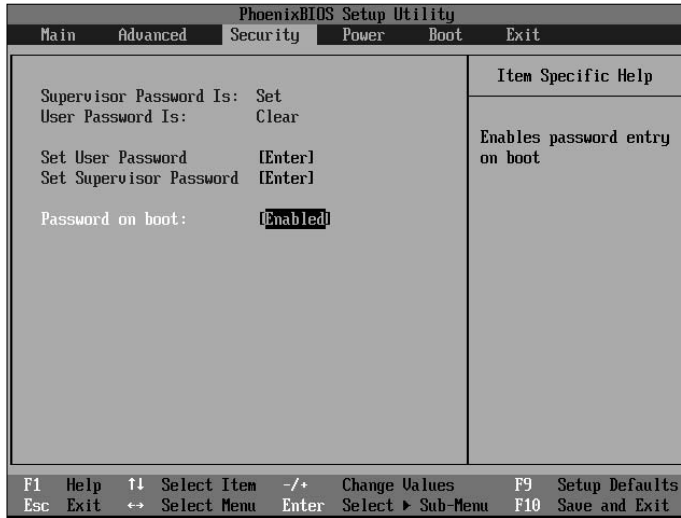 PhoenixBIOS Setup Utility
Main Advanced Security Power Boot Exit
Supervisor Password Is: Set
User Password Is: Clear
Set User Password [Enter]
Set Supervisor Password [Enter]
Password on boot: [Enabled]
Item Specific Help
Enables password entry
on boot
F1 Help ↑↓ Select Item -/+ Change Values F9 Setup Defaults
Esc Exit ↔ Select Menu Enter Select ▶ Sub-Menu F10 Save and Exit